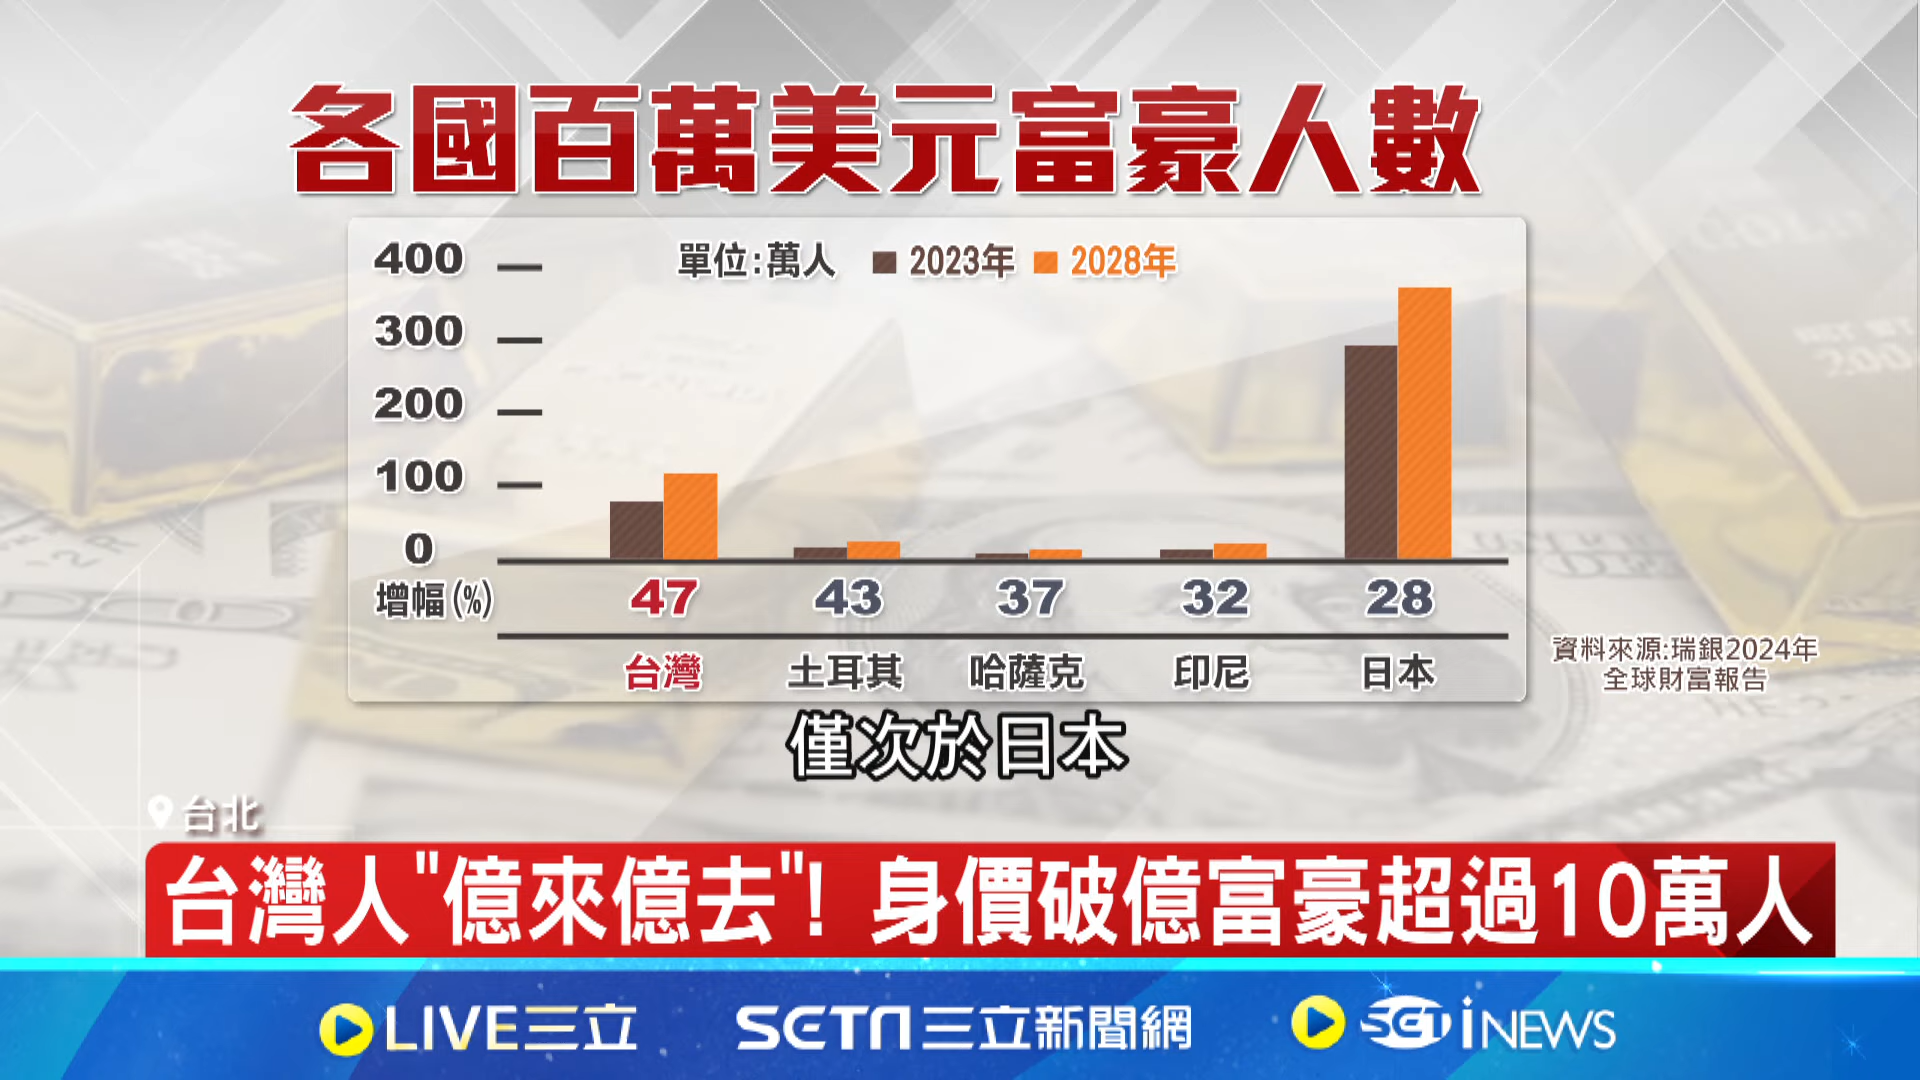 各國百萬美元富豪人數
單位:萬人 2023年 2028年
400
300
200
100
0
增幅(%) 47 43 37 32 28
台灣 土耳其 哈薩克 印尼 日本
資料來源:瑞銀2024年
全球財富報告
僅次於日本
台北
台灣人"億來億去"! 身價破億富豪超過10萬人
LIVE三立 SETN三立新聞網 SETiNEWS